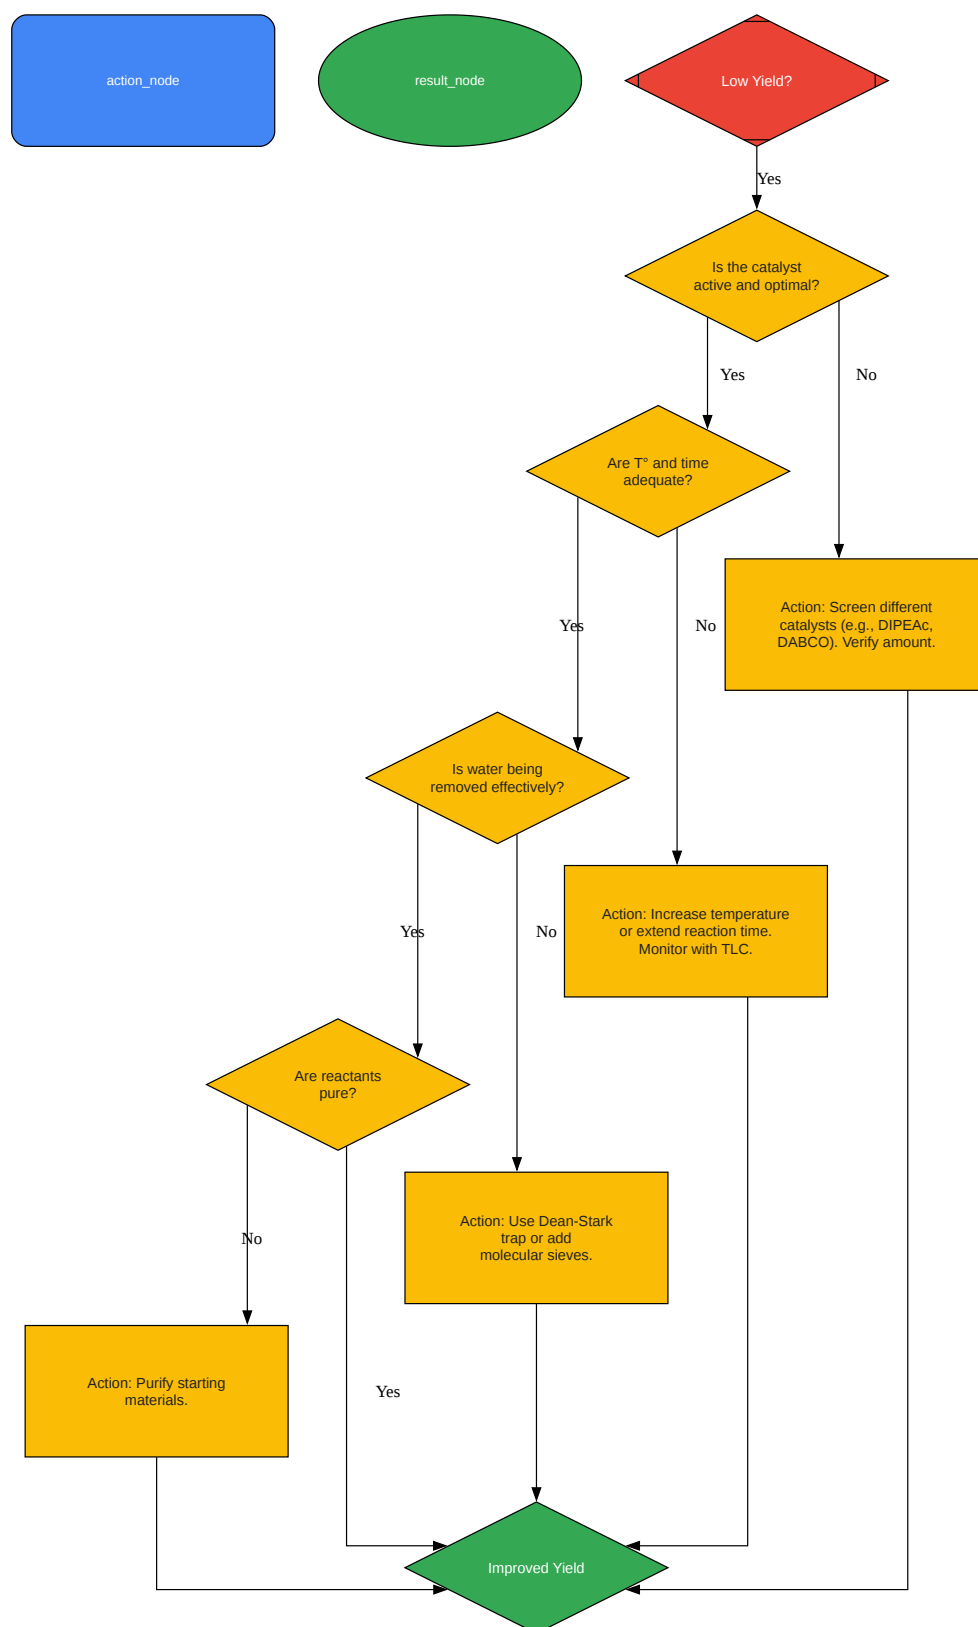 action_node
result_node
Low Yield?
Yes
Is the catalyst
active and optimal?
Yes
No
Are T° and time
adequate?
Yes
No
Action: Screen different
catalysts (e.g., DIPEAc,
DABCO). Verify amount.
Is water being
removed effectively?
Yes
No
Action: Increase temperature
or extend reaction time.
Monitor with TLC.
Are reactants
pure?
No
Yes
Action: Use Dean-Stark
trap or add
molecular sieves.
Action: Purify starting
materials.
Improved Yield